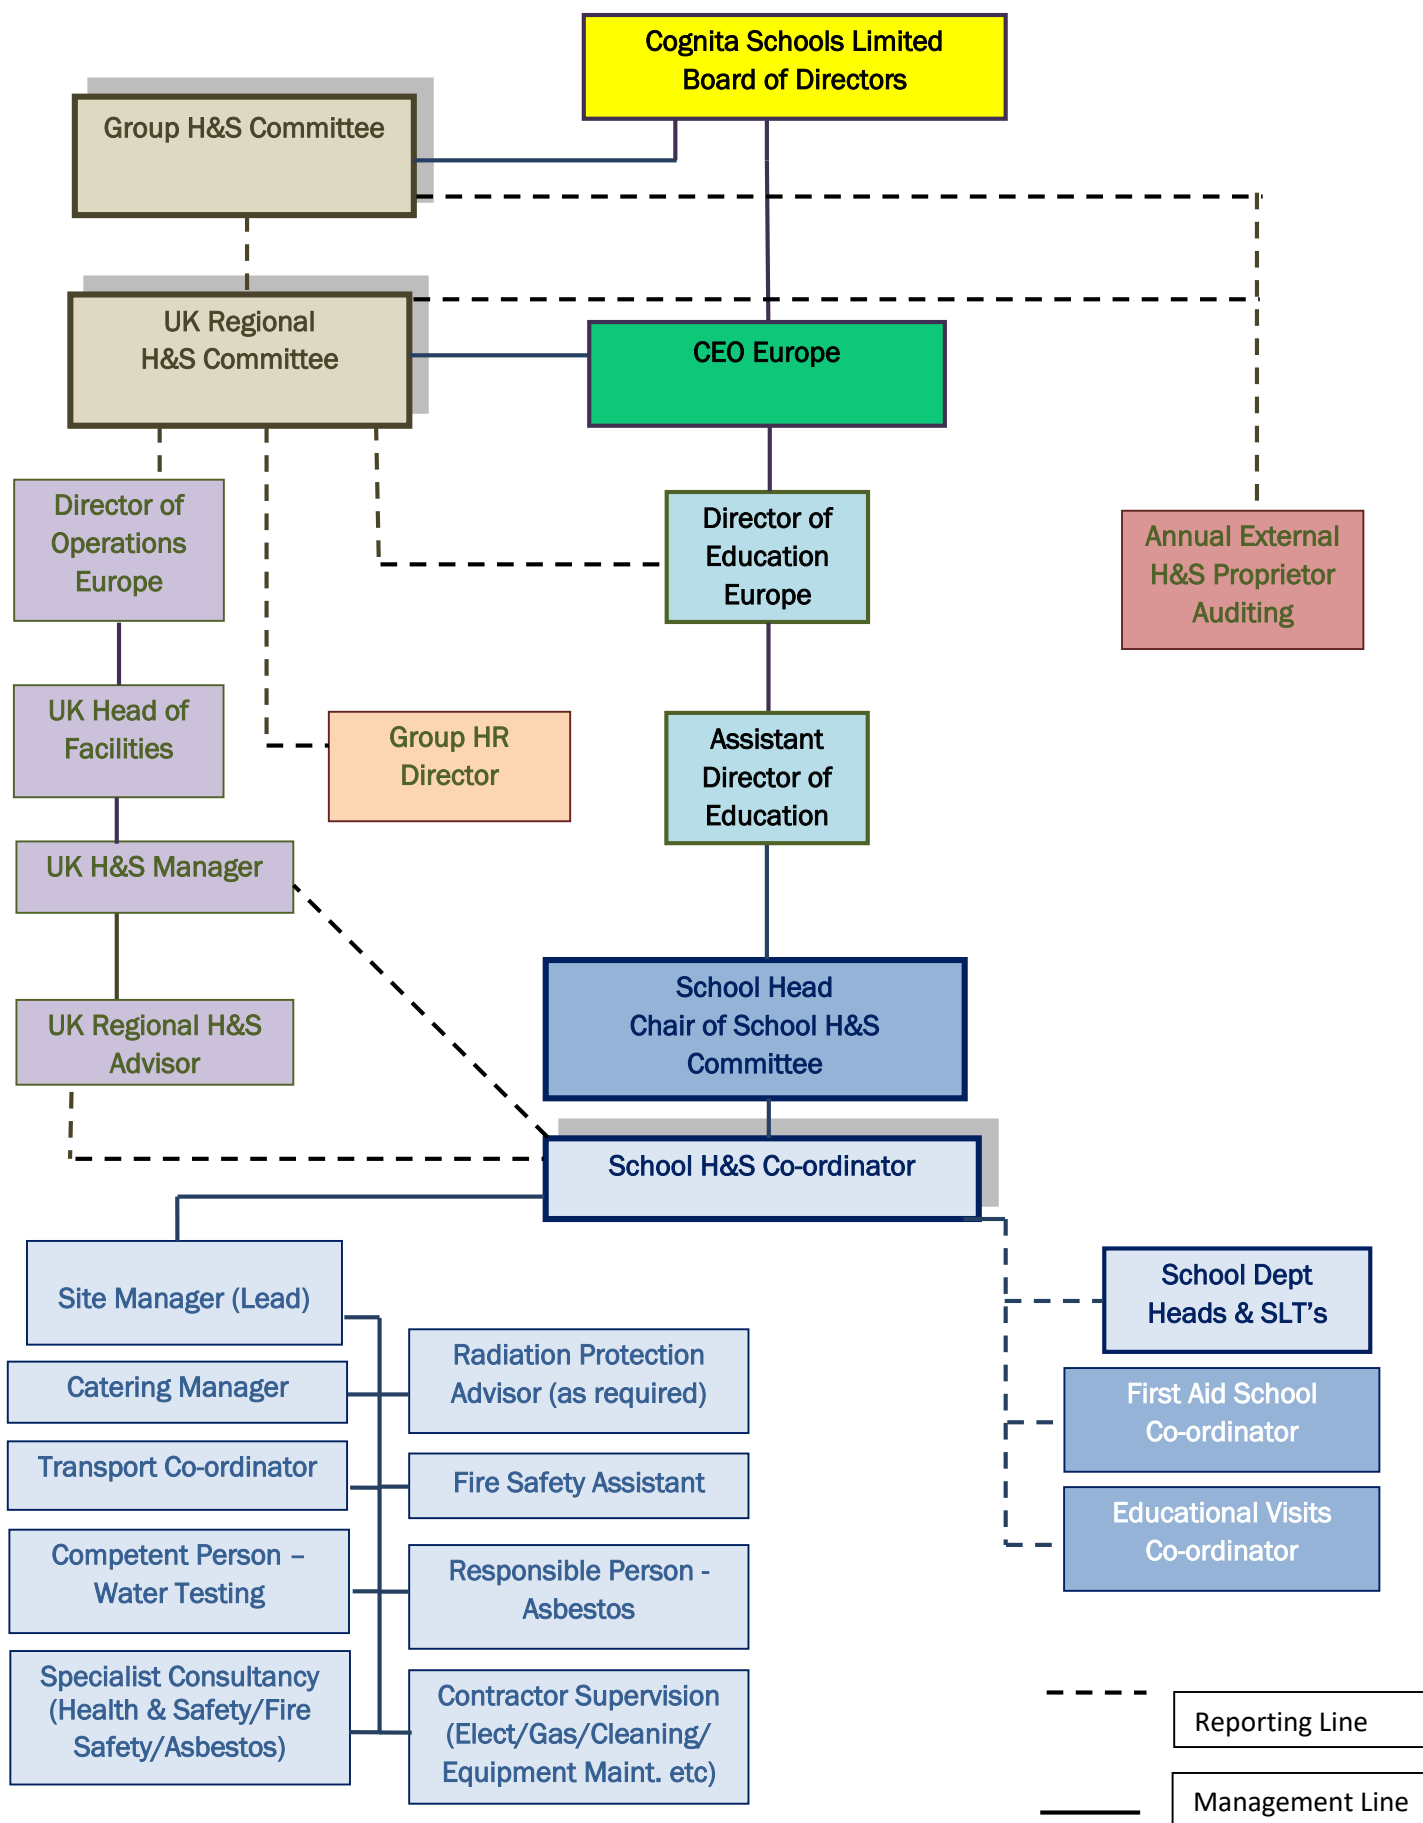 Cognita Schools Limited
Board of Directors
Group H&S Committee
UK Regional
H&S Committee
CEO Europe
Director of
Operations
Europe
Director of
Education
Europe
Annual External
H&S Proprietor
Auditing
UK Head of
Facilities
Group HR
Director
Assistant
Director of
Education
UK H&S Manager
School Head
Chair of School H&S
Committee
UK Regional H&S
Advisor
School H&S Co-ordinator
Site Manager (Lead)
School Dept
Heads & SLT’s
Radiation Protection
Advisor (as required)
Catering Manager
First Aid School
Co-ordinator
Transport Co-ordinator
Fire Safety Assistant
Educational Visits
Co-ordinator
Competent Person –
Water Testing
Responsible Person -
Asbestos
Specialist Consultancy
(Health & Safety/Fire
Safety/Asbestos)
Contractor Supervision
(Elect/Gas/Cleaning/
Equipment Maint. etc)
Reporting Line
Management Line